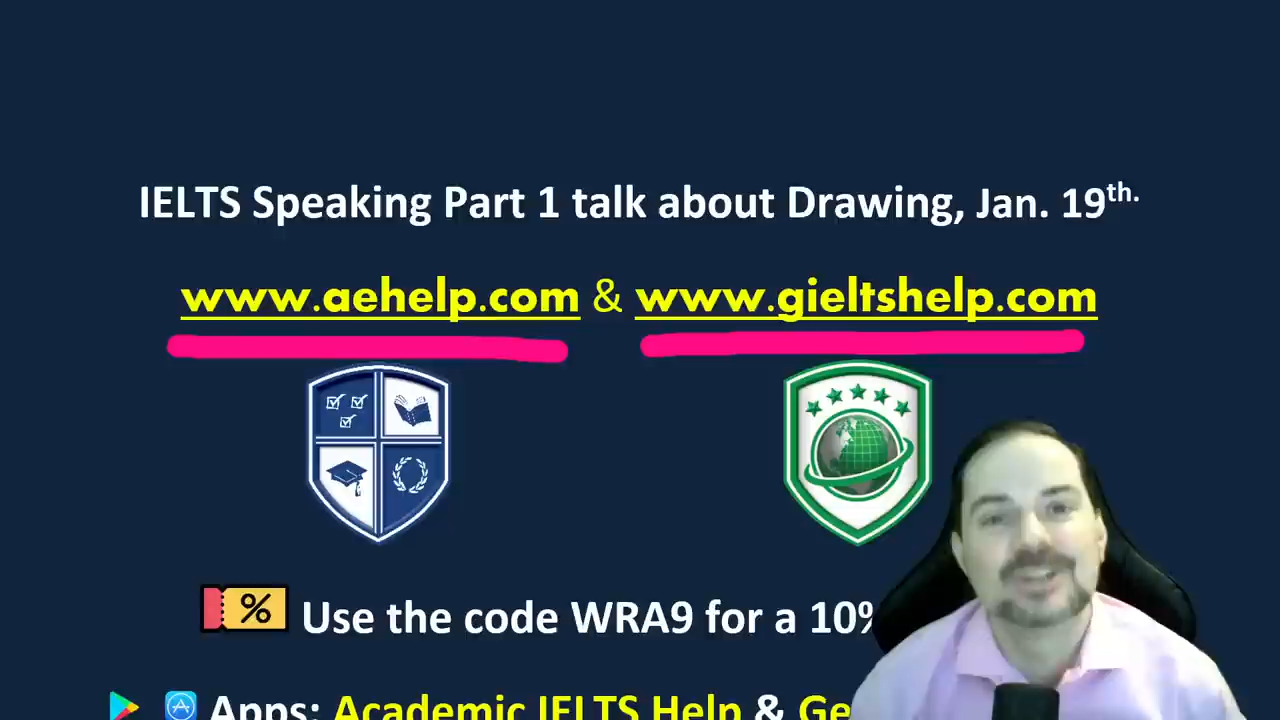 IELTS Speaking Part 1 talk about Drawing, Jan. 19th.
www.aehelp.com & www.gieltshelp.com
% Use the code WRA9 for a 10%
Apps: Academic IELTS Help & Ge